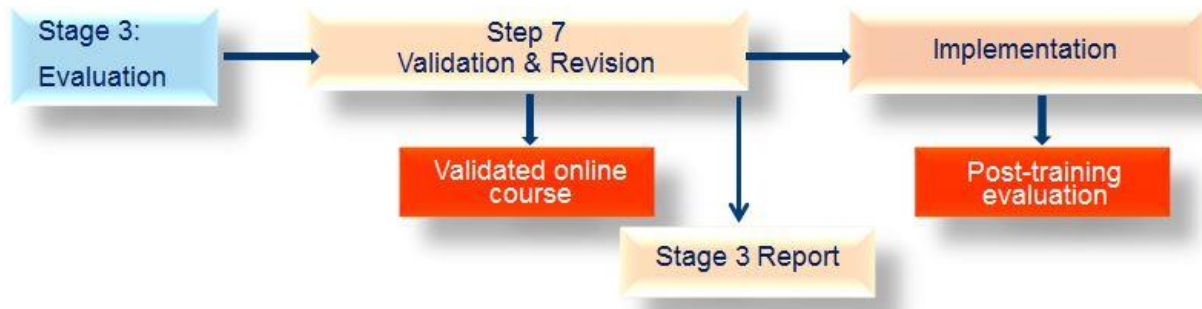 Stage 3:
Evaluation
Step 7
Validation & Revision
Implementation
Validated online
course
Post-training
evaluation
Stage 3 Report